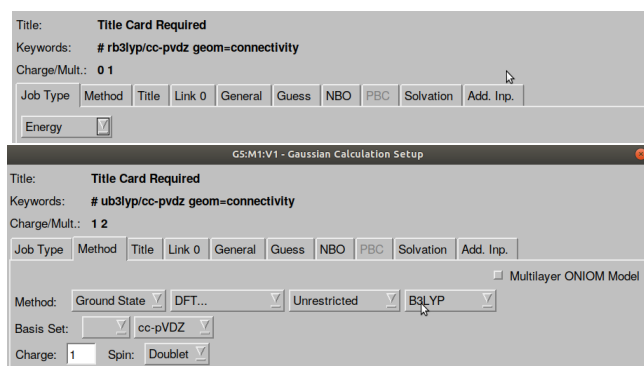 Title: Title Card Required
Keywords: # rb3lyp/cc-pvdz geom=connectivity
Charge/Mult.: 0 1
Job Type Method Title Link 0 General Guess NBO PBC Solvation Add. Inp.
Energy
G5:M1:V1 - Gaussian Calculation Setup
Title: Title Card Required
Keywords: # ub3lyp/cc-pvdz geom=connectivity
Charge/Mult.: 1 2
Job Type Method Title Link 0 General Guess NBO PBC Solvation Add. Inp.
Multilayer ONIOM Model
Method: Ground State DFT... Unrestricted B3LYP
Basis Set: cc-pVDZ
Charge: 1 Spin: Doublet